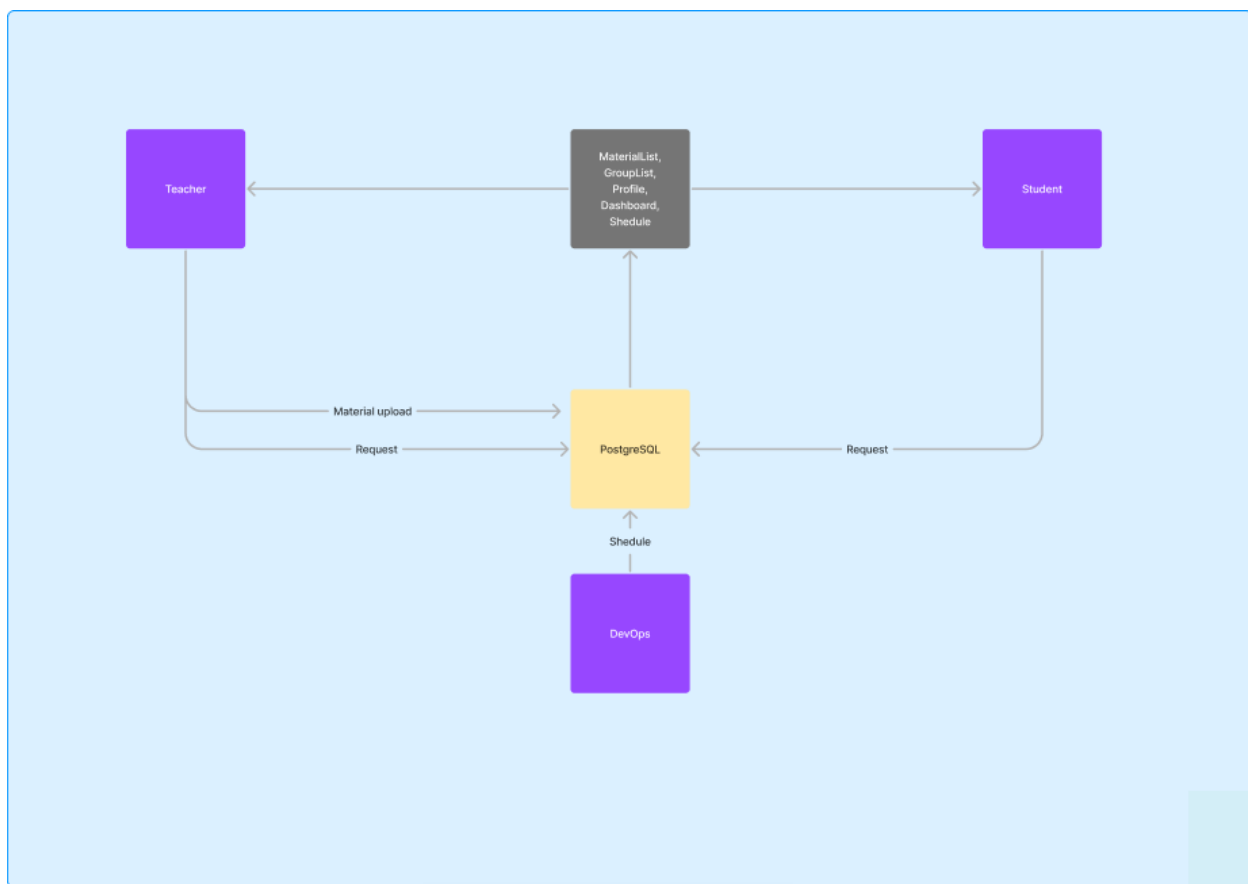 Teacher
MaterialList,
GroupList,
Profile,
Dashboard,
Shedule
Student
Material upload
Request
PostgreSQL
Request
Shedule
DevOps